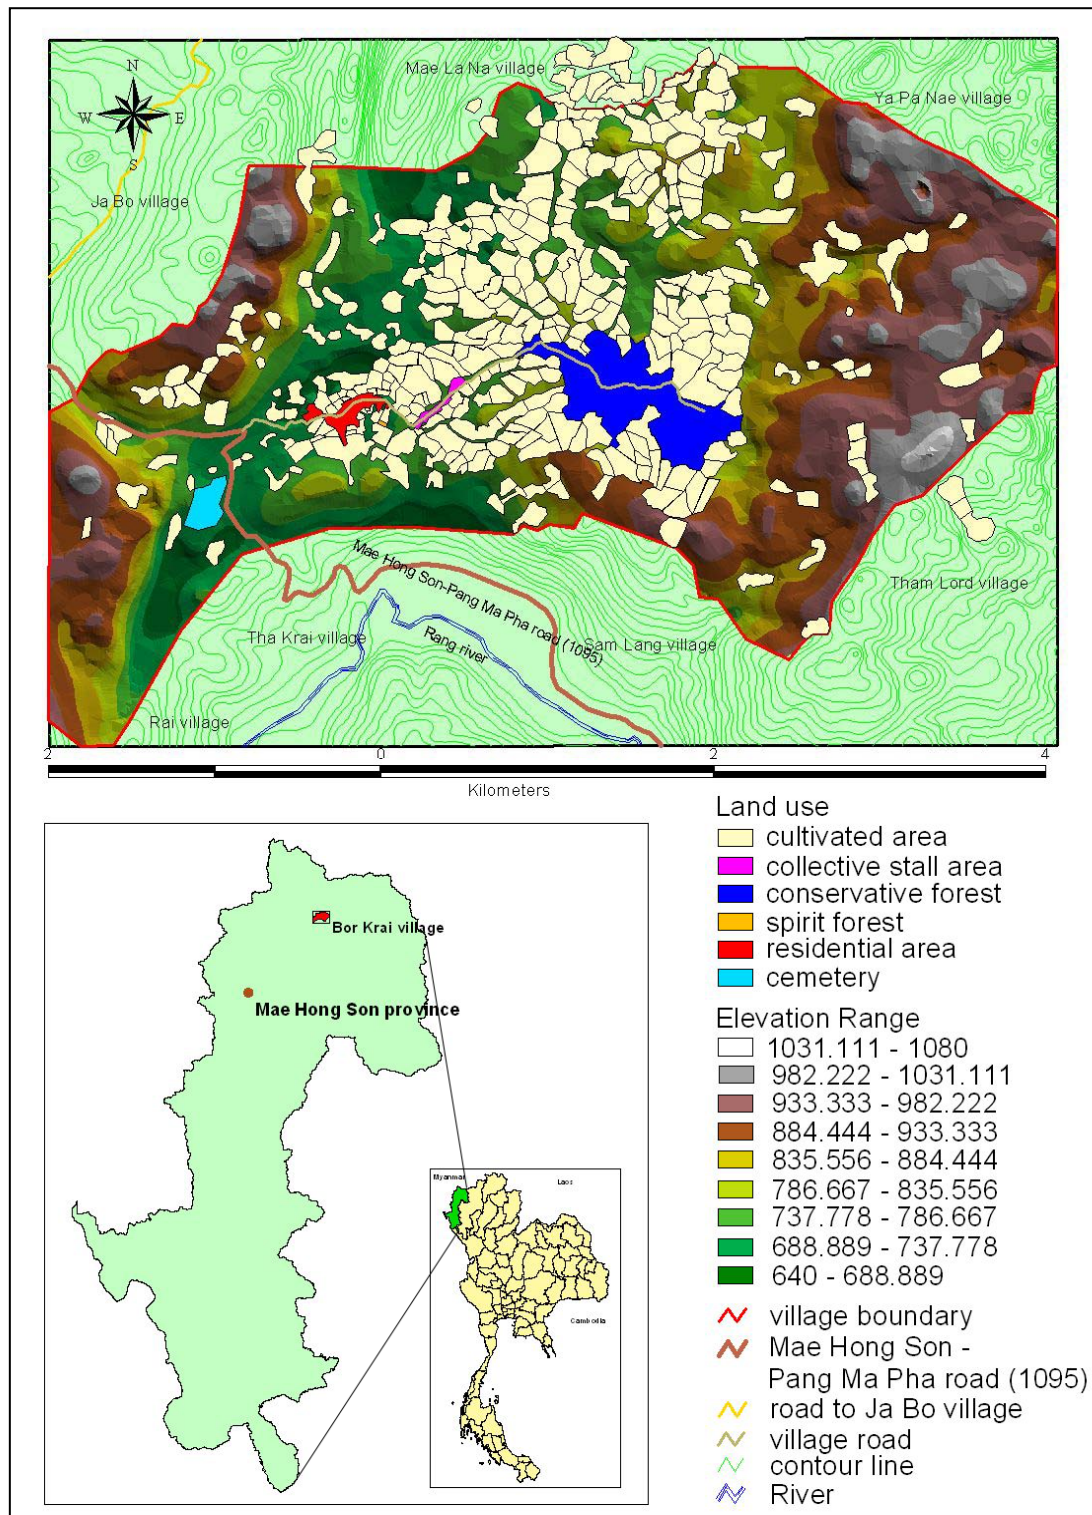 Mae La Na village
Ya Pa Nae village
N
W
E
S
Ja Bo village
Mae Hong Son-Pang Ma Pha road (1095)
Tham Lord village
Tha Krai village
Rang river
Sam Lang village
Rai village
2 0 2 4
Kilometers
Land use
cultivated area
collective stall area
conservative forest
spirit forest
residential area
cemetery
Elevation Range
1031.111 - 1080
982.222 - 1031.111
933.333 - 982.222
884.444 - 933.333
835.556 - 884.444
786.667 - 835.556
737.778 - 786.667
688.889 - 737.778
640 - 688.889
village boundary
Mae Hong Son -
Pang Ma Pha road (1095)
road to Ja Bo village
village road
contour line
River
Bor Krai village
Mae Hong Son province
Myanmar
Laos
Cambodia